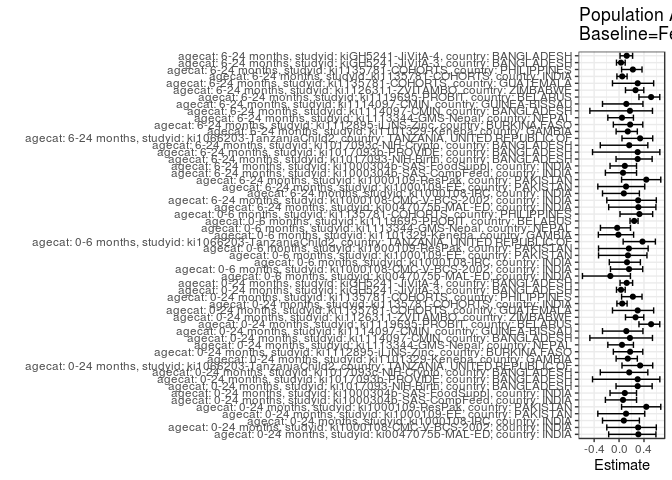 Population A
Baseline=Fe
agecat: 6-24 months, studyid: kiGH5241-JiVitA-4, country: BANGLADESH
agecat: 6-24 months, studyid: kiGH5241-JiVitA-3, country: BANGLADESH
agecat: 6-24 months, studyid: ki1135781-COHORTS, country: PHILIPPINES
agecat: 6-24 months, studyid: ki1135781-COHORTS, country: INDIA
agecat: 6-24 months, studyid: ki1135781-COHORTS, country: GUATEMALA
agecat: 6-24 months, studyid: ki1126311-ZVITAMBO, country: ZIMBABWE
agecat: 6-24 months, studyid: ki1119695-PROBIT, country: BELARUS
agecat: 6-24 months, studyid: ki1114097-CMIN, country: GUINEA-BISSAU
agecat: 6-24 months, studyid: ki1114097-CMIN, country: BANGLADESH
agecat: 6-24 months, studyid: ki1113344-GMS-Nepal, country: NEPAL
agecat: 6-24 months, studyid: ki1112895-iLiNS-Zinc, country: BURKINA FASO
agecat: 6-24 months, studyid: ki1101329-Keneba, country: GAMBIA
agecat: 6-24 months, studyid: ki1066203-TanzaniaChild2, country: TANZANIA, UNITED REPUBLIC OF
agecat: 6-24 months, studyid: ki1017093c-NIH-Crypto, country: BANGLADESH
agecat: 6-24 months, studyid: ki1017093b-PROVIDE, country: BANGLADESH
agecat: 6-24 months, studyid: ki1017093-NIH-Birth, country: BANGLADESH
agecat: 6-24 months, studyid: ki1000304b-SAS-FoodSuppl, country: INDIA
agecat: 6-24 months, studyid: ki1000304b-SAS-CompFeed, country: INDIA
agecat: 6-24 months, studyid: ki1000109-ResPak, country: PAKISTAN
agecat: 6-24 months, studyid: ki1000109-EE, country: PAKISTAN
agecat: 6-24 months, studyid: ki1000108-IRC, country: INDIA
agecat: 6-24 months, studyid: ki1000108-CMC-V-BCS-2002, country: INDIA
agecat: 6-24 months, studyid: ki0047075b-MAL-ED, country: INDIA
agecat: 0-6 months, studyid: ki1135781-COHORTS, country: PHILIPPINES
agecat: 0-6 months, studyid: ki1119695-PROBIT, country: BELARUS
agecat: 0-6 months, studyid: ki1113344-GMS-Nepal, country: NEPAL
agecat: 0-6 months, studyid: ki1101329-Keneba, country: GAMBIA
agecat: 0-6 months, studyid: ki1066203-TanzaniaChild2, country: TANZANIA, UNITED REPUBLIC OF
agecat: 0-6 months, studyid: ki1000109-ResPak, country: PAKISTAN
agecat: 0-6 months, studyid: ki1000109-EE, country: PAKISTAN
agecat: 0-6 months, studyid: ki1000108-IRC, country: INDIA
agecat: 0-6 months, studyid: ki1000108-CMC-V-BCS-2002, country: INDIA
agecat: 0-6 months, studyid: ki0047075b-MAL-ED, country: INDIA
agecat: 0-24 months, studyid: kiGH5241-JiVitA-4, country: BANGLADESH
agecat: 0-24 months, studyid: kiGH5241-JiVitA-3, country: BANGLADESH
agecat: 0-24 months, studyid: ki1135781-COHORTS, country: PHILIPPINES
agecat: 0-24 months, studyid: ki1135781-COHORTS, country: INDIA
agecat: 0-24 months, studyid: ki1135781-COHORTS, country: GUATEMALA
agecat: 0-24 months, studyid: ki1126311-ZVITAMBO, country: ZIMBABWE
agecat: 0-24 months, studyid: ki1119695-PROBIT, country: BELARUS
agecat: 0-24 months, studyid: ki1114097-CMIN, country: GUINEA-BISSAU
agecat: 0-24 months, studyid: ki1114097-CMIN, country: BANGLADESH
agecat: 0-24 months, studyid: ki1113344-GMS-Nepal, country: NEPAL
agecat: 0-24 months, studyid: ki1112895-iLiNS-Zinc, country: BURKINA FASO
agecat: 0-24 months, studyid: ki1101329-Keneba, country: GAMBIA
agecat: 0-24 months, studyid: ki1066203-TanzaniaChild2, country: TANZANIA, UNITED REPUBLIC OF
agecat: 0-24 months, studyid: ki1017093c-NIH-Crypto, country: BANGLADESH
agecat: 0-24 months, studyid: ki1017093b-PROVIDE, country: BANGLADESH
agecat: 0-24 months, studyid: ki1017093-NIH-Birth, country: BANGLADESH
agecat: 0-24 months, studyid: ki1000304b-SAS-FoodSuppl, country: INDIA
agecat: 0-24 months, studyid: ki1000304b-SAS-CompFeed, country: INDIA
agecat: 0-24 months, studyid: ki1000109-ResPak, country: PAKISTAN
agecat: 0-24 months, studyid: ki1000109-EE, country: PAKISTAN
agecat: 0-24 months, studyid: ki1000108-IRC, country: INDIA
agecat: 0-24 months, studyid: ki1000108-CMC-V-BCS-2002, country: INDIA
agecat: 0-24 months, studyid: ki0047075b-MAL-ED, country: INDIA
-0.4 0.0 0.4
Estimate